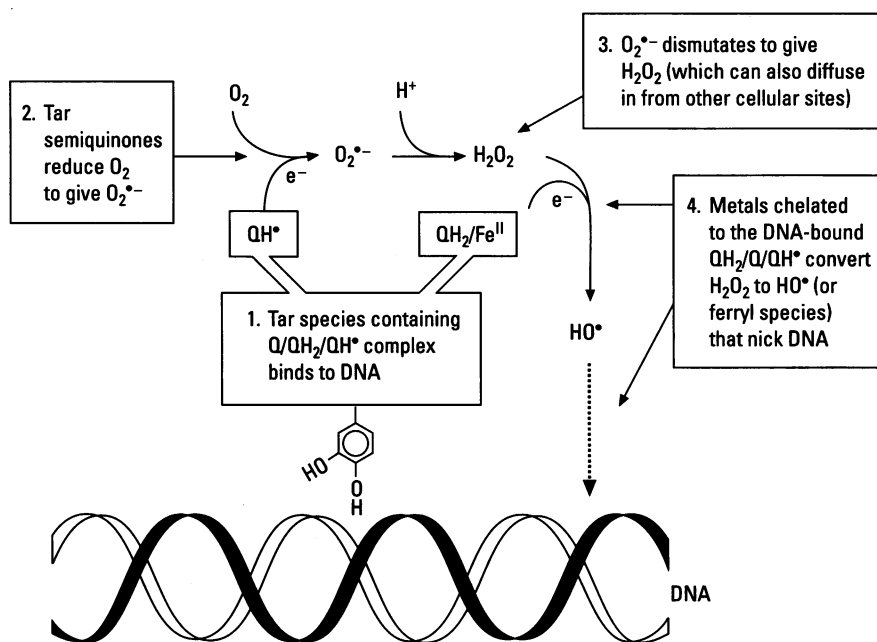 2. Tar
semiquinones
reduce O₂
to give O₂•−
O₂
e−
O₂•−
H⁺
H₂O₂
3. O₂•− dismutates to give
H₂O₂ (which can also diffuse
in from other cellular sites)
e−
4. Metals chelated
to the DNA-bound
QH₂/Q/QH• convert
H₂O₂ to HO• (or
ferryl species)
that nick DNA
QH•
QH₂/Feᴵᴵ
1. Tar species containing
Q/QH₂/QH• complex
binds to DNA
HO•
HO
O
H
DNA